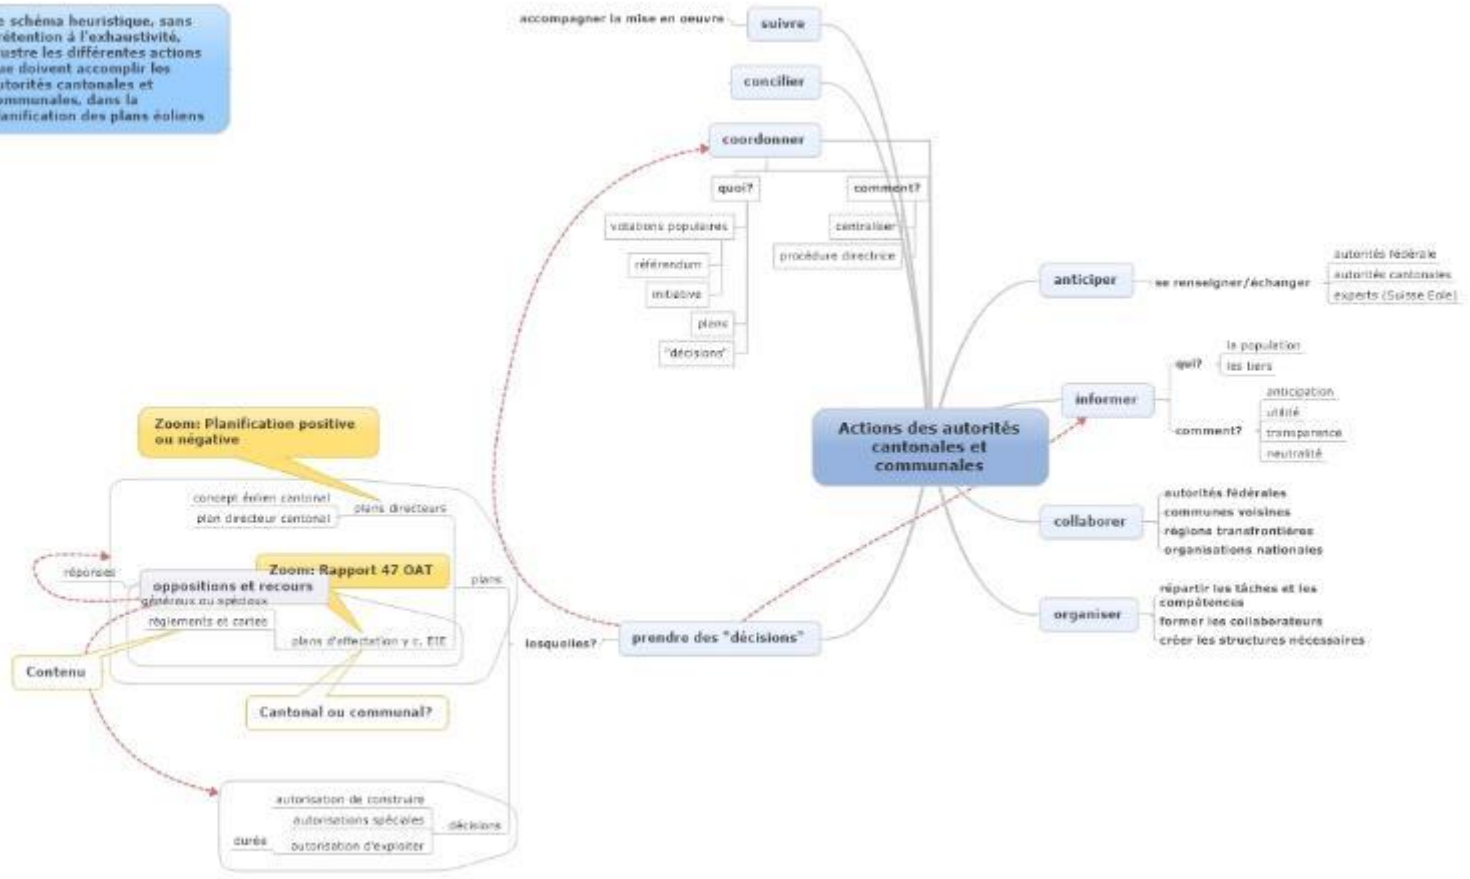 e schéma heuristique, sans
rétention à l'exhaustivité,
ustre les différentes actions
ue doivent accomplir les
utorités cantonales et
ommunales, dans la
lanification des plans éoliens
accompagner la mise en oeuvre
suivre
concilier
coordonner
quoi?
votations populaires
référendum
initiative
plans
"décisions"
comment?
centraliser
procédure directrice
Actions des autorités
cantonales et
communales
anticiper
se renseigner/échanger
autorités fédérale
autorités cantonales
experts (Suisse Eole)
informer
qui?
la population
les tiers
comment?
anticipation
utilité
transparence
neutralité
collaborer
autorités fédérales
communes voisines
régions transfrontières
organisations nationales
organiser
répartir les tâches et les
compétences
former les collaborateurs
créer les structures nécessaires
prendre des "décisions"
lesquelles?
plans
Zoom: Planification positive
ou négative
plans directeurs
concept éolien cantonal
plan directeur cantonal
Zoom: Rapport 47 OAT
oppositions et recours
réponses
généraux ou spéciaux
règlements et cartes
plans d'affectation y c. EIE
Contenu
Cantonal ou communal?
décisions
autorisation de construire
autorisations spéciales
autorisation d'exploiter
durée